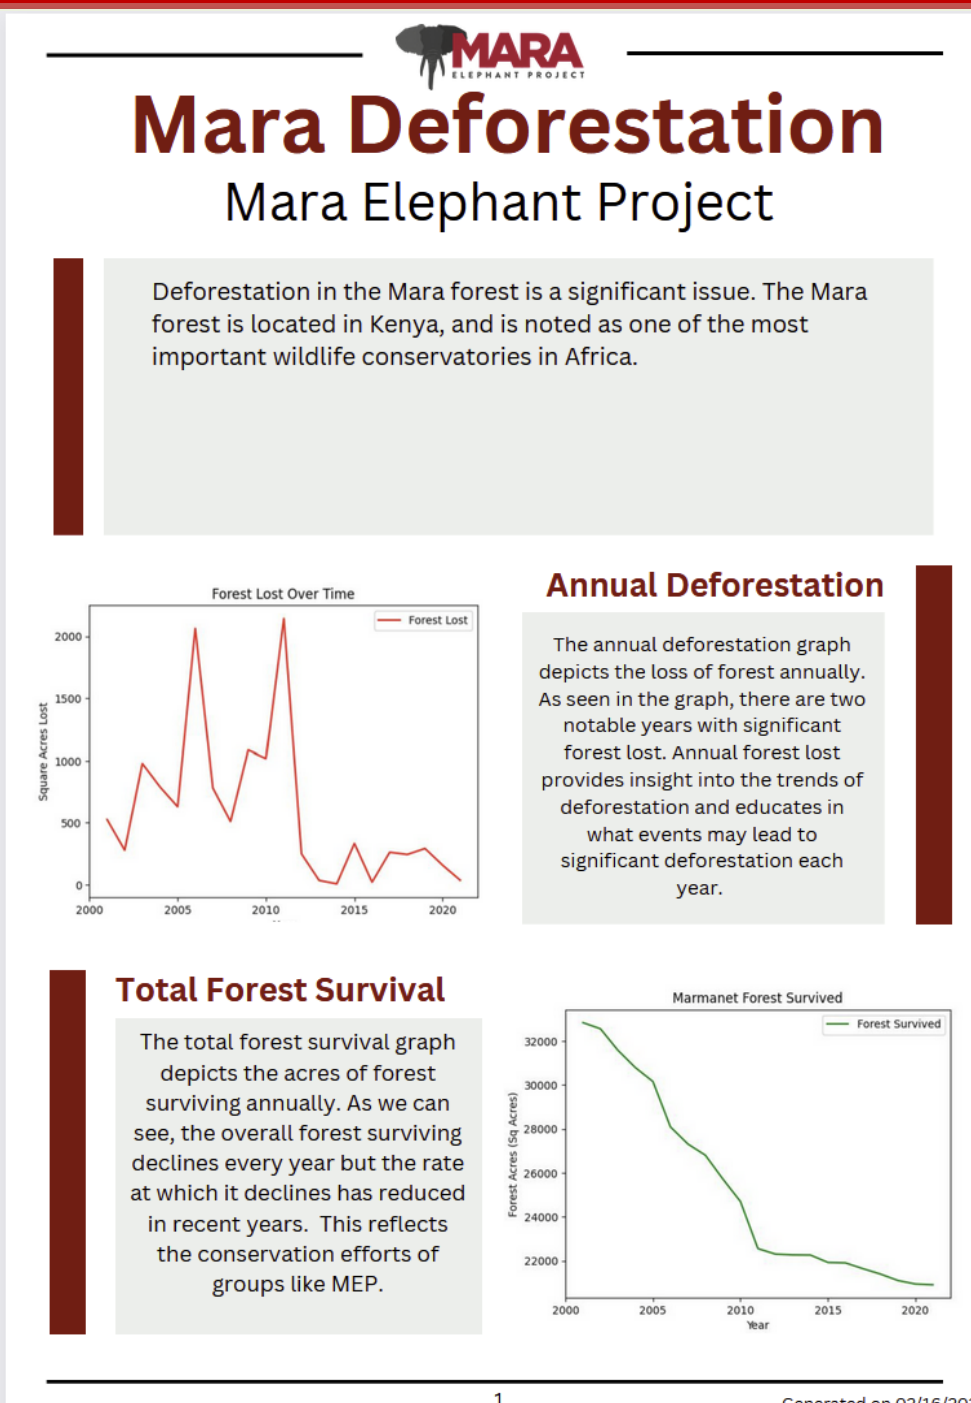 MARA
ELEPHANT PROJECT
Mara Deforestation
Mara Elephant Project
Deforestation in the Mara forest is a significant issue. The Mara
forest is located in Kenya, and is noted as one of the most
important wildlife conservatories in Africa.
Forest Lost Over Time
Forest Lost
Square Acres Lost
2000
1500
1000
500
0
2000 2005 2010 2015 2020
Annual Deforestation
The annual deforestation graph
depicts the loss of forest annually.
As seen in the graph, there are two
notable years with significant
forest lost. Annual forest lost
provides insight into the trends of
deforestation and educates in
what events may lead to
significant deforestation each
year.
Total Forest Survival
The total forest survival graph
depicts the acres of forest
surviving annually. As we can
see, the overall forest surviving
declines every year but the rate
at which it declines has reduced
in recent years. This reflects
the conservation efforts of
groups like MEP.
Marmanet Forest Survived
Forest Survived
Forest Acres (Sq Acres)
32000
30000
28000
26000
24000
22000
2000 2005 2010 2015 2020
Year
1
Generated on 02/16/202